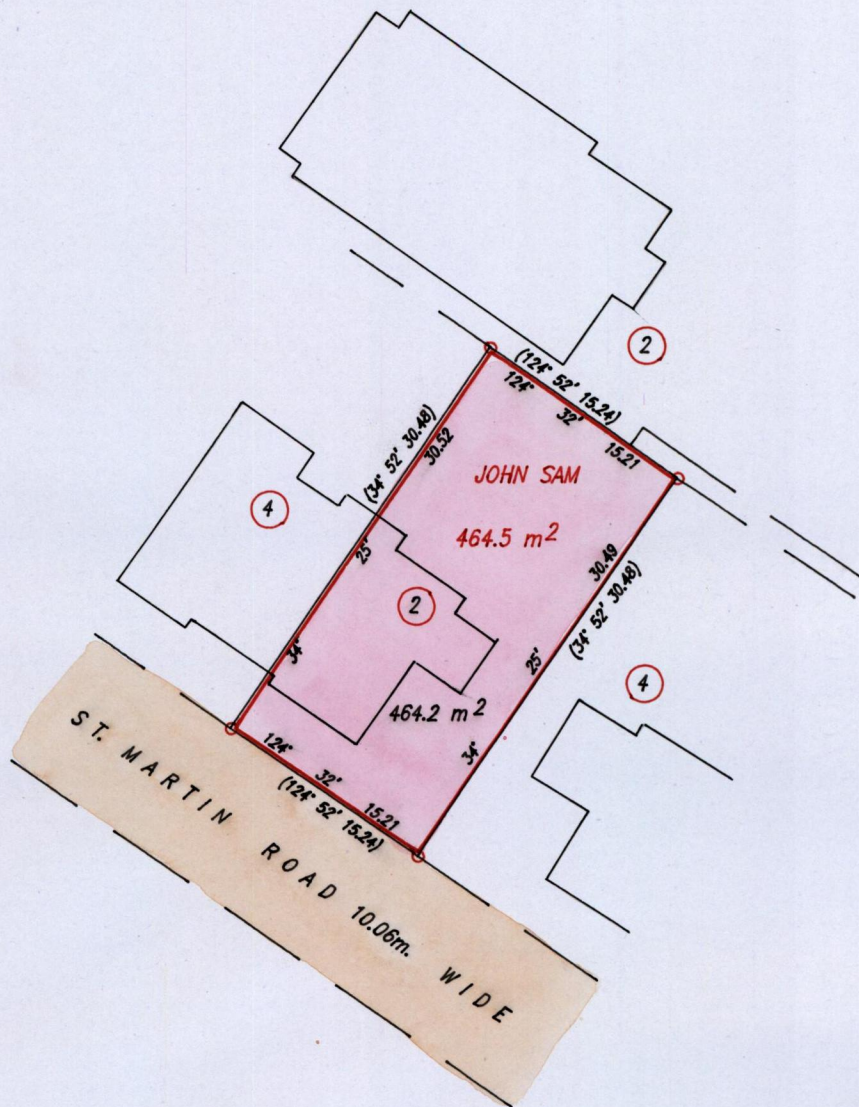 2
(124° 52' 15.24)
124° 32' 15.21
(34° 52' 30.48)
34° 25' 30.52
JOHN SAM
464.5 m²
4
2
34° 25' 30.49
(34° 52' 30.48)
4
464.2 m²
124° 32' 15.21
(124° 52' 15.24)
ST. MARTIN ROAD 10.06m. WIDE